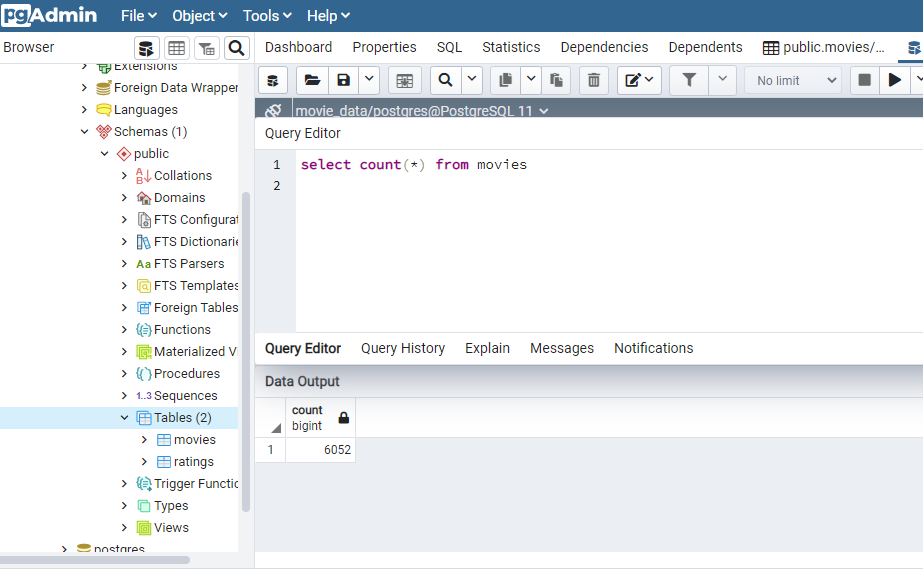 pgAdmin File Object Tools Help
Browser
Dashboard Properties SQL Statistics Dependencies Dependents public.movies/...
No limit
Extensions
Foreign Data Wrapper
Languages
Schemas (1)
public
Collations
Domains
FTS Configurat
FTS Dictionarie
Aa FTS Parsers
FTS Templates
Foreign Tables
Functions
Materialized V
Procedures
1..3 Sequences
Tables (2)
movies
ratings
Trigger Functio
Types
Views
postgres
movie_data/postgres@PostgreSQL 11
Query Editor
1 select count(*) from movies
2
Query Editor Query History Explain Messages Notifications
Data Output
count
bigint
1 6052